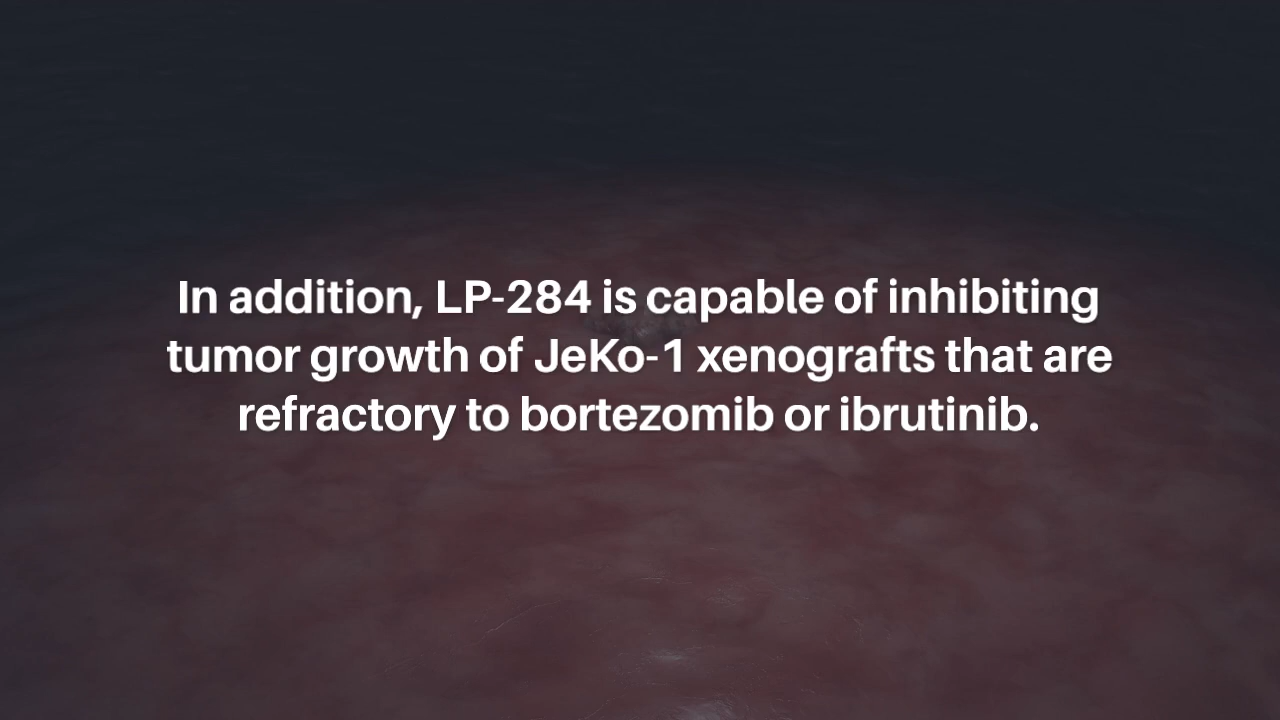 In addition, LP-284 is capable of inhibiting
tumor growth of JeKo-1 xenografts that are
refractory to bortezomib or ibrutinib.